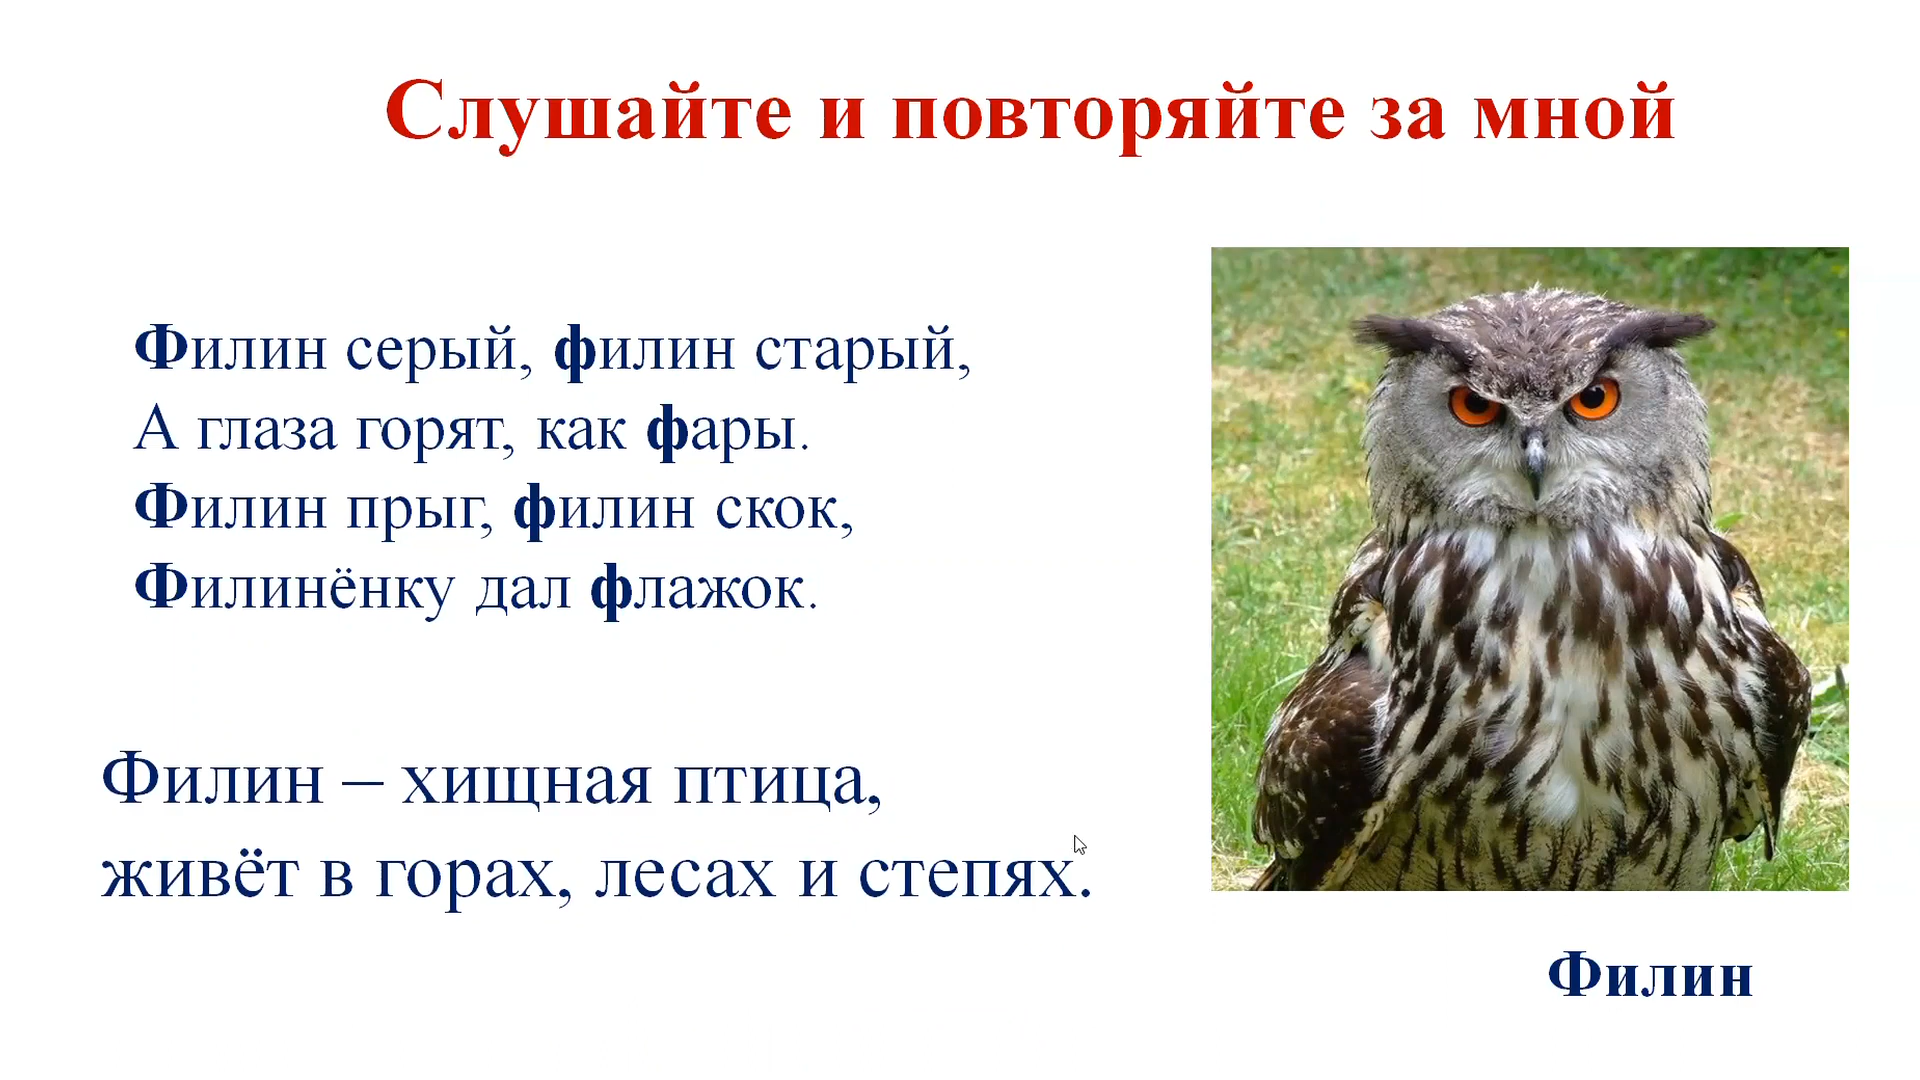 Слушайте и повторяйте за мной
Филин серый, филин старый,
А глаза горят, как фары.
Филин прыг, филин скок,
Филинёнку дал флажок.
Филин – хищная птица,
живёт в горах, лесах и степях.
Филин